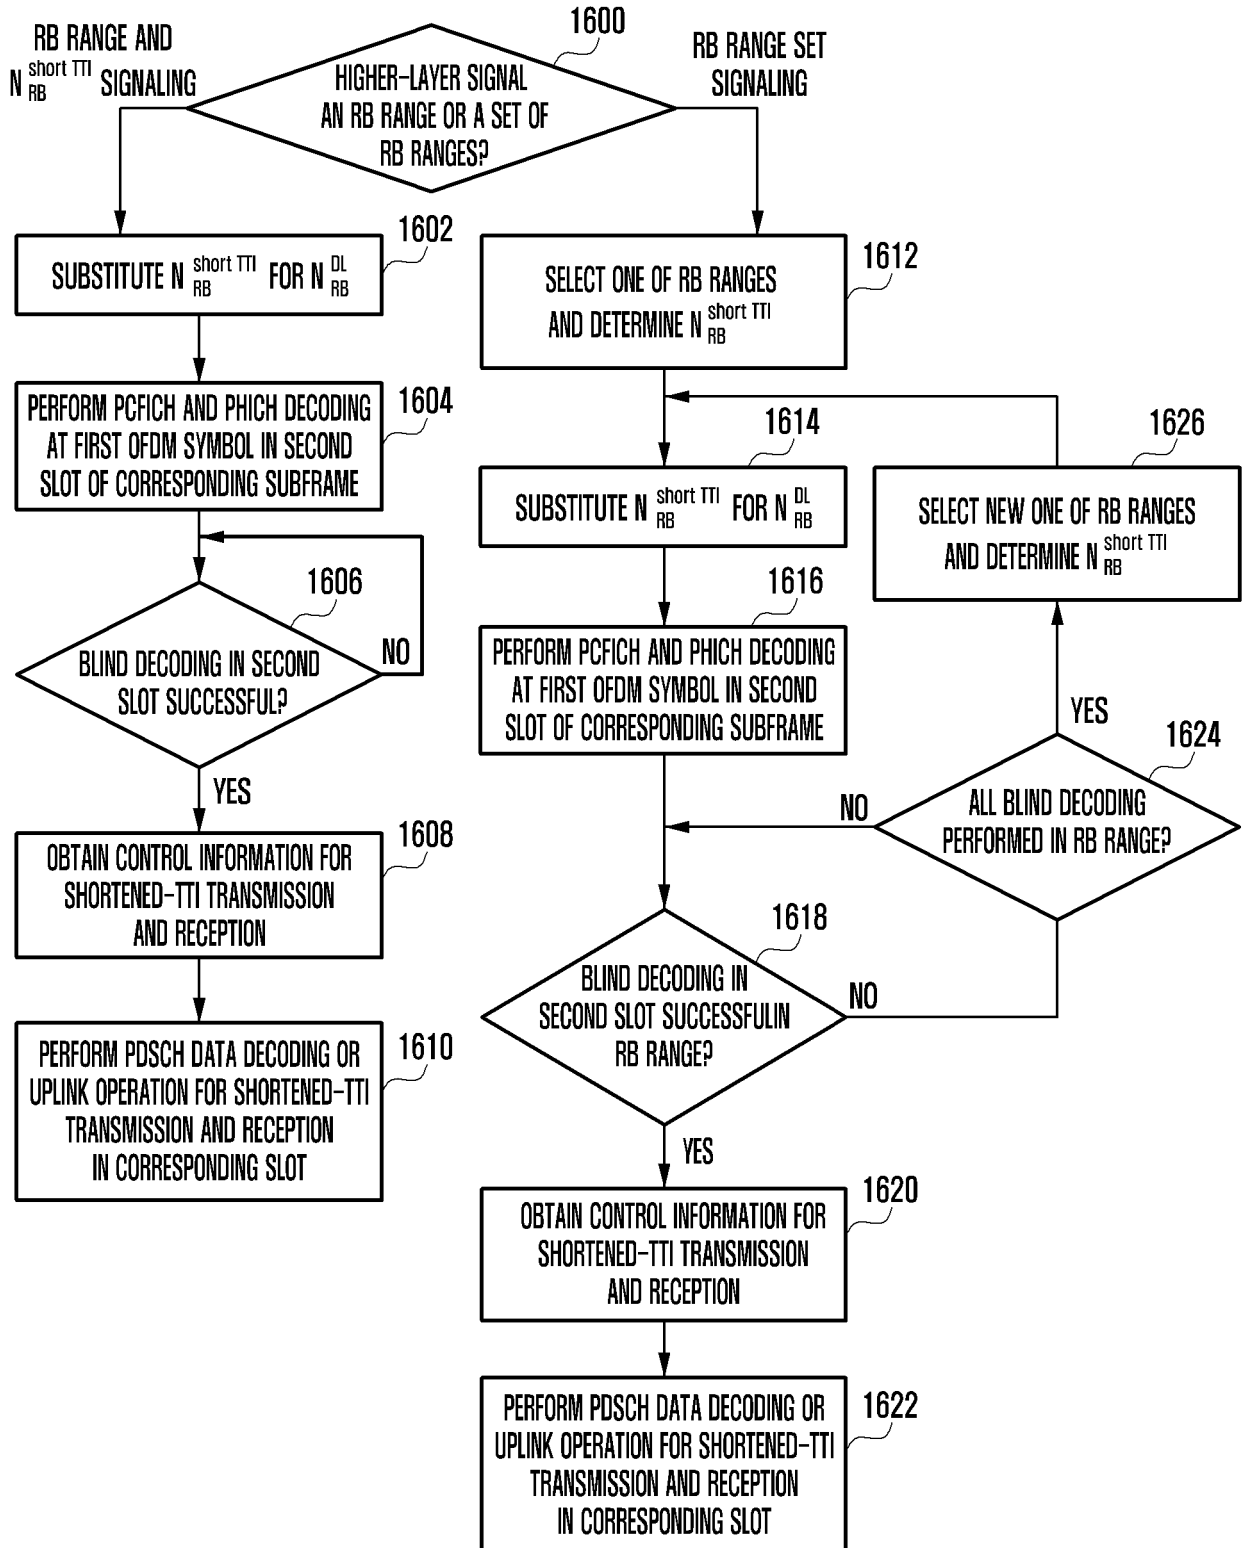 1600
RB RANGE AND
N RB short TTI SIGNALING
HIGHER-LAYER SIGNAL
AN RB RANGE OR A SET OF
RB RANGES?
RB RANGE SET
SIGNALING
1602
SUBSTITUTE N RB short TTI FOR N RB DL
1604
PERFORM PCFICH AND PHICH DECODING
AT FIRST OFDM SYMBOL IN SECOND
SLOT OF CORRESPONDING SUBFRAME
1606
BLIND DECODING IN SECOND
SLOT SUCCESSFUL?
NO
YES
1608
OBTAIN CONTROL INFORMATION FOR
SHORTENED-TTI TRANSMISSION
AND RECEPTION
1610
PERFORM PDSCH DATA DECODING OR
UPLINK OPERATION FOR SHORTENED-TTI
TRANSMISSION AND RECEPTION
IN CORRESPONDING SLOT
1612
SELECT ONE OF RB RANGES
AND DETERMINE N RB short TTI
1614
SUBSTITUTE N RB short TTI FOR N RB DL
1616
PERFORM PCFICH AND PHICH DECODING
AT FIRST OFDM SYMBOL IN SECOND
SLOT OF CORRESPONDING SUBFRAME
1618
BLIND DECODING IN
SECOND SLOT SUCCESSFULIN
RB RANGE?
NO
YES
1620
OBTAIN CONTROL INFORMATION FOR
SHORTENED-TTI TRANSMISSION
AND RECEPTION
1622
PERFORM PDSCH DATA DECODING OR
UPLINK OPERATION FOR SHORTENED-TTI
TRANSMISSION AND RECEPTION
IN CORRESPONDING SLOT
1624
ALL BLIND DECODING
PERFORMED IN RB RANGE?
NO
YES
1626
SELECT NEW ONE OF RB RANGES
AND DETERMINE N RB short TTI